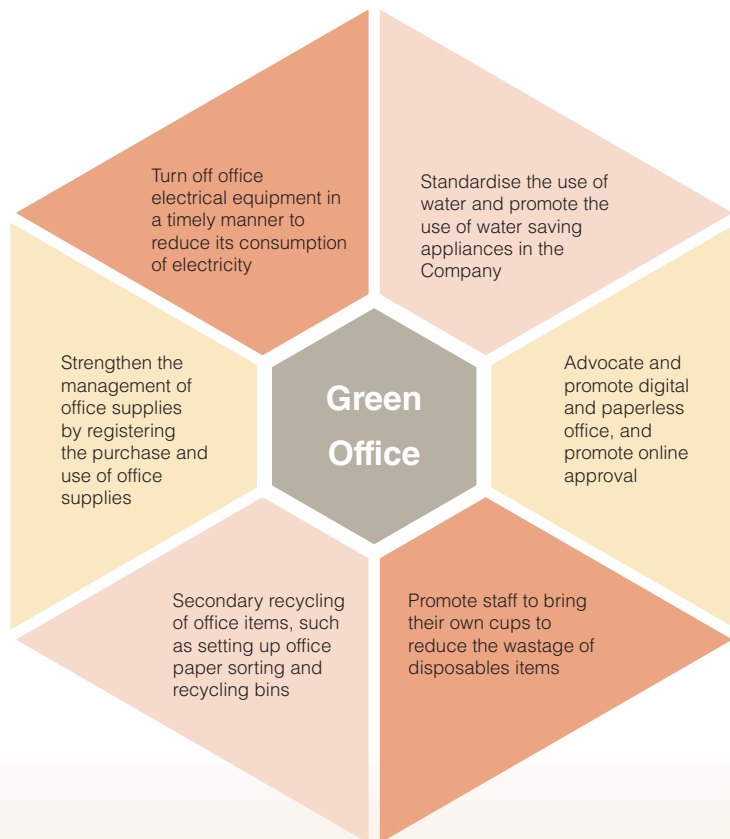 Turn off office
electrical equipment in
a timely manner to
reduce its consumption
of electricity
Standardise the use of
water and promote the
use of water saving
appliances in the
Company
Strengthen the
management of
office supplies
by registering
the purchase and
use of office
supplies
Green
Office
Advocate and
promote digital
and paperless
office, and
promote online
approval
Secondary recycling
of office items, such
as setting up office
paper sorting and
recycling bins
Promote staff to bring
their own cups to
reduce the wastage of
disposables items